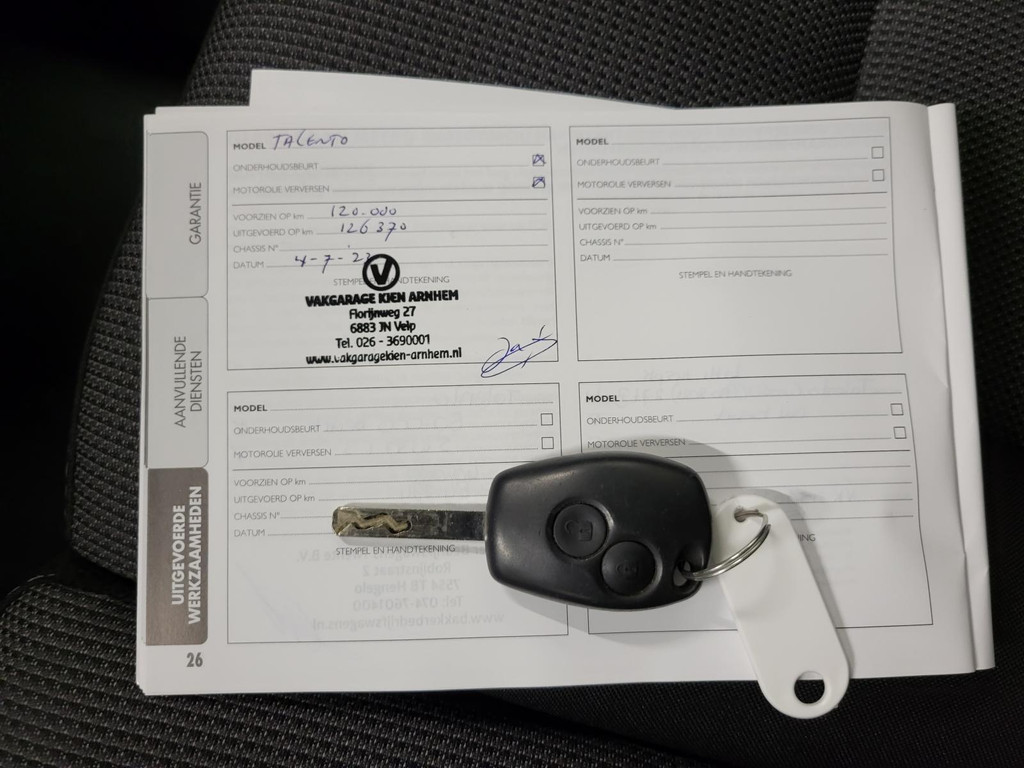 GARANTIE
AANVULLENDE
DIENSTEN
UITGEVOERDE
WERKZAAMHEDEN
26
MODEL TALENTO
ONDERHOUDSBEURT
MOTOROLIE VERVERSEN
VOORZIEN OP km 120.000
UITGEVOERD OP km 126370
CHASSIS N°
DATUM 4-7-23
STEMPEL EN HANDTEKENING
V
VAKGARAGE KIEN ARNHEM
Florijnweg 27
6883 JN Velp
Tel. 026 - 3690001
www.vakgaragekien-arnhem.nl
MODEL
ONDERHOUDSBEURT
MOTOROLIE VERVERSEN
VOORZIEN OP km
UITGEVOERD OP km
CHASSIS N°
DATUM
STEMPEL EN HANDTEKENING
MODEL
ONDERHOUDSBEURT
MOTOROLIE VERVERSEN
VOORZIEN OP km
UITGEVOERD OP km
CHASSIS N°
DATUM
STEMPEL EN HANDTEKENING
MODEL
ONDERHOUDSBEURT
MOTOROLIE VERVERSEN